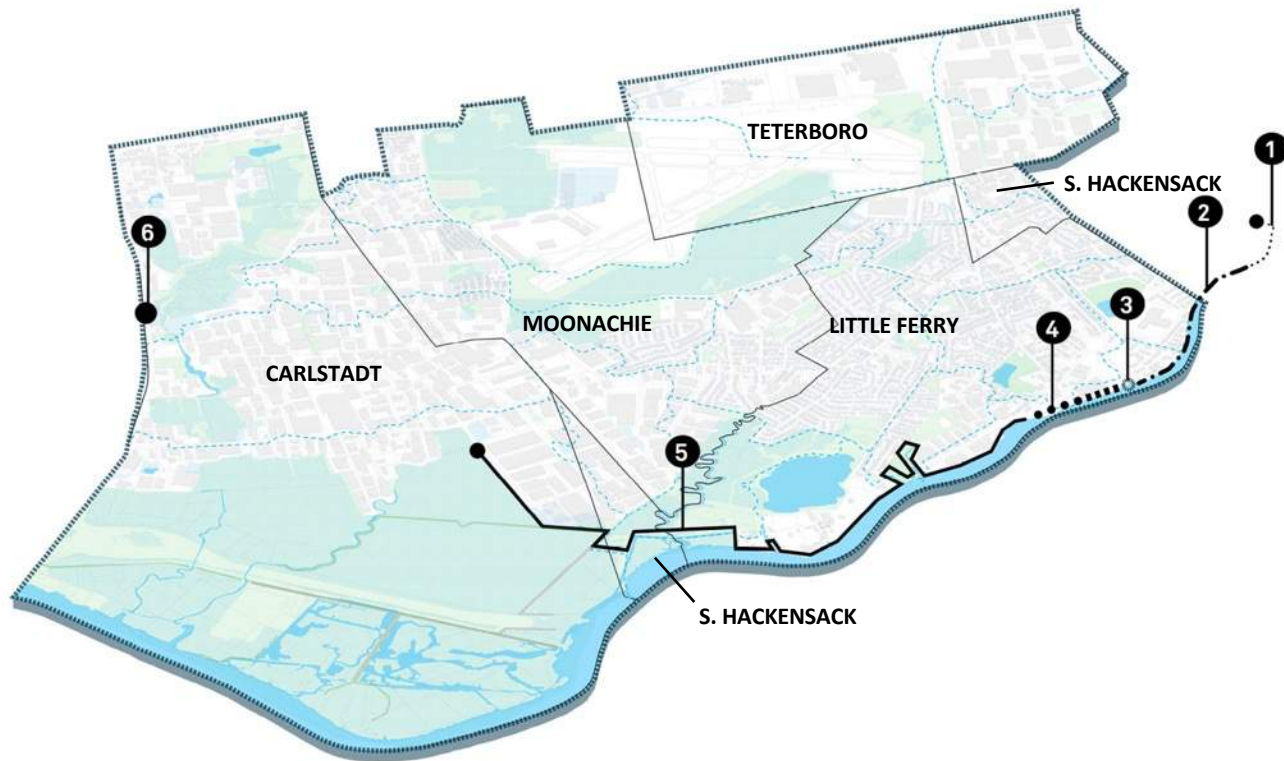 TETERBORO
1
S. HACKENSACK
2
6
3
MOONACHIE
LITTLE FERRY
4
CARLSTADT
5
S. HACKENSACK